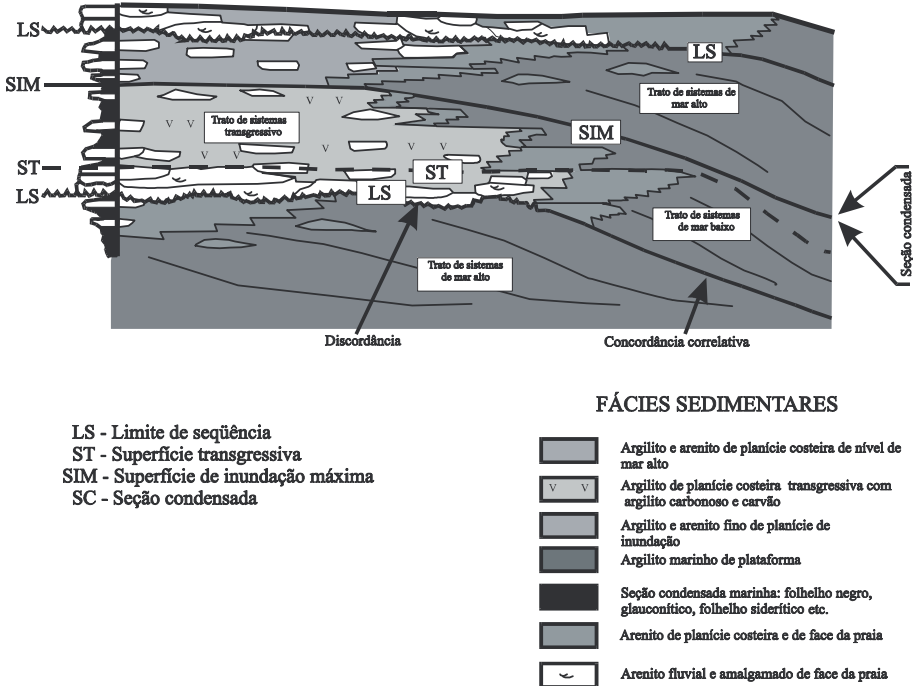 LS
LS
SIM
Trato de sistemas de
mar alto
Trato de sistemas
transgressivo
V V
V V
V V
V
V V
SIM
ST
ST
LS
LS
Trato de sistemas
de mar baixo
Seção condensada
Trato de sistemas
de mar alto
Discordância
Concordância correlativa
FÁCIES SEDIMENTARES
LS - Limite de seqüência
ST - Superfície transgressiva
SIM - Superfície de inundação máxima
SC - Seção condensada
Argilito e arenito de planície costeira de nível de
mar alto
V V
Argilito de planície costeira transgressiva com
argilito carbonoso e carvão
Argilito e arenito fino de planície de
inundação
Argilito marinho de plataforma
Seção condensada marinha: folhelho negro,
glauconítico, folhelho siderítico etc.
Arenito de planície costeira e de face da praia
Arenito fluvial e amalgamado de face da praia